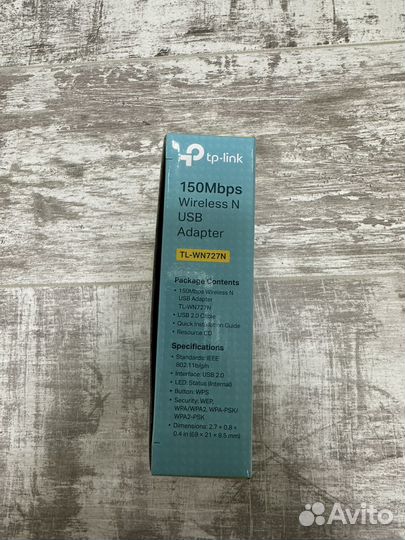 tp-link
150Mbps
Wireless N
USB
Adapter
TL-WN727N
Package Contents
• 150Mbps Wireless N
USB Adapter
TL-WN727N
• USB 2.0 Cable
• Quick Installation Guide
• Resource CD
Specifications
• Standards: IEEE
802.11b/g/n
• Interface: USB 2.0
• LED: Status (Internal)
• Button: WPS
• Security: WEP,
WPA/WPA2, WPA-PSK/
WPA2-PSK
• Dimensions: 2.7 × 0.8 ×
0.4 in (69 × 21 × 9.5 mm)
Avito